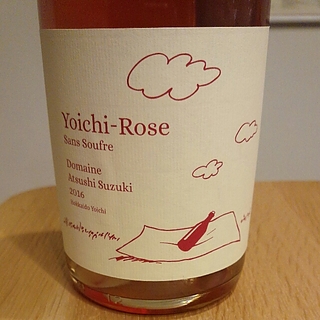 Yoichi-Rose
Sans Soufre
Domaine
Atsushi Suzuki
2016
Hokkaido Yoichi